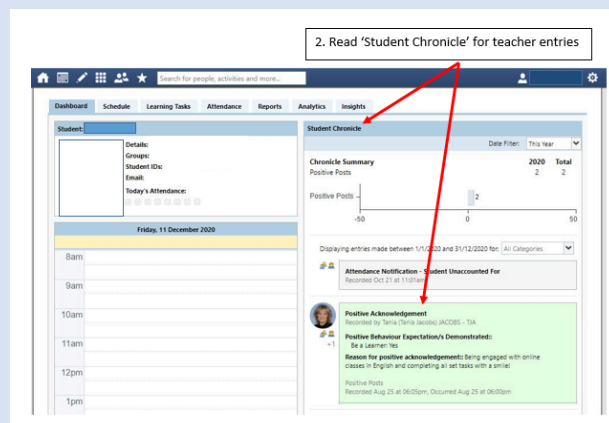 2. Read ‘Student Chronicle’ for teacher entries
Search for people, activities and more...
Dashboard Schedule Learning Tasks Attendance Reports Analytics Insights
Student:
Details:
Groups:
Student IDs:
Email:
Today's Attendance:
Friday, 11 December 2020
8am
9am
10am
11am
12pm
1pm
Student Chronicle
Date Filter: This Year
Chronicle Summary 2020 Total
Positive Posts 2 2
Positive Posts 2
-50 0 50
Displaying entries made between 1/1/2020 and 31/12/2020 for: All Categories
Attendance Notification - Student Unaccounted For
Recorded Oct 21 at 11:01am
Positive Acknowledgement
Recorded by Tania (Tania Jacobs) JACOBS - TJA
+1
Positive Behaviour Expectation/s Demonstrated::
Be a Learner: Yes
Reason for positive acknowledgement:: Being engaged with online
classes in English and completing all set tasks with a smile!
Positive Posts
Recorded Aug 25 at 06:05pm, Occurred Aug 25 at 06:00pm